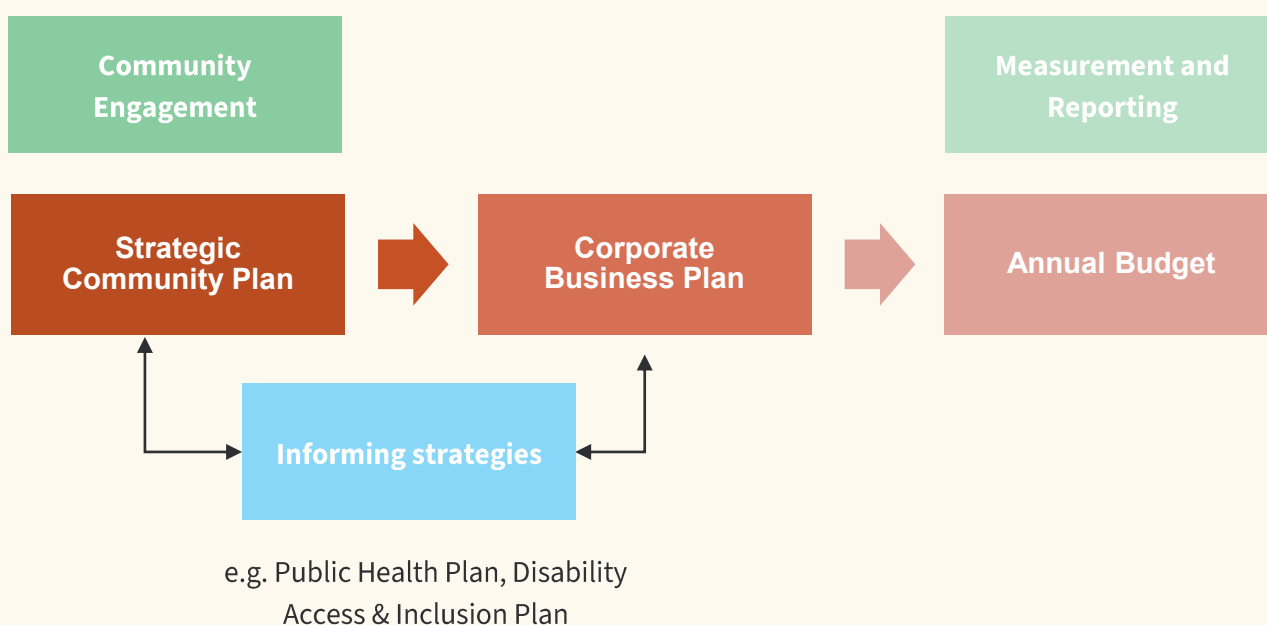 Community
Engagement
Measurement and
Reporting
Strategic
Community Plan
Corporate
Business Plan
Annual Budget
Informing strategies
e.g. Public Health Plan, Disability
Access & Inclusion Plan